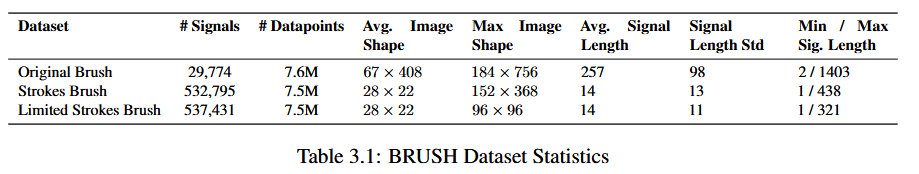 Dataset # Signals # Datapoints Avg. Image Shape Max Image Shape Avg. Signal Length Signal Length Std Min / Max Sig. Length
Original Brush 29,774 7.6M 67 × 408 184 × 756 257 98 2 / 1403
Strokes Brush 532,795 7.5M 28 × 22 152 × 368 14 13 1 / 438
Limited Strokes Brush 537,431 7.5M 28 × 22 96 × 96 14 11 1 / 321
Table 3.1: BRUSH Dataset Statistics